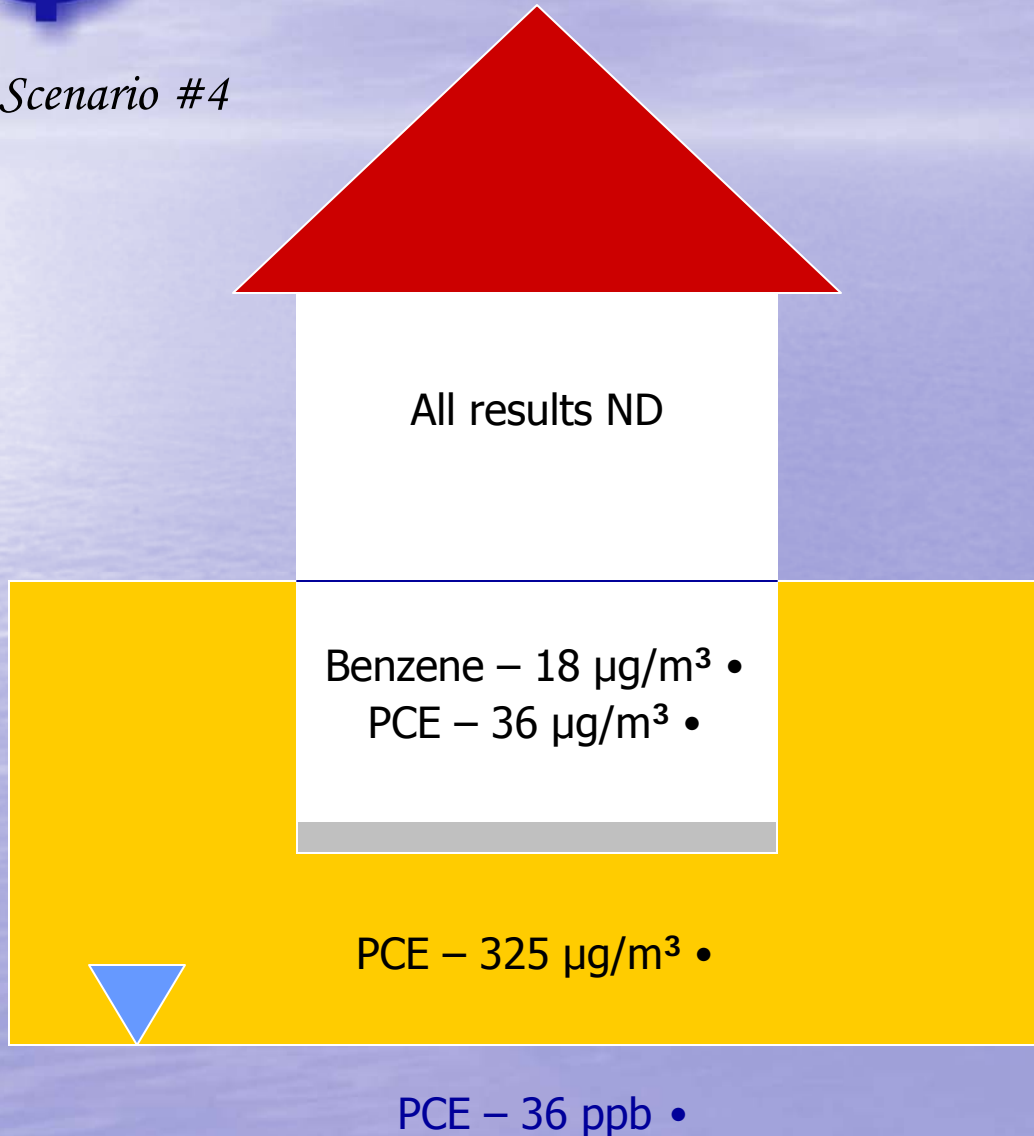 Scenario #4
All results ND
Benzene – 18 µg/m³ •
PCE – 36 µg/m³ •
PCE – 325 µg/m³ •
PCE – 36 ppb •